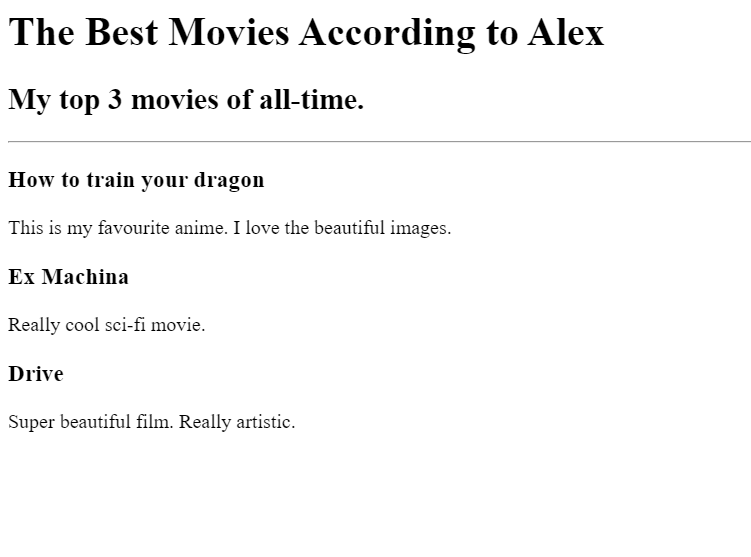 The Best Movies According to Alex
My top 3 movies of all-time.
How to train your dragon
This is my favourite anime. I love the beautiful images.
Ex Machina
Really cool sci-fi movie.
Drive
Super beautiful film. Really artistic.